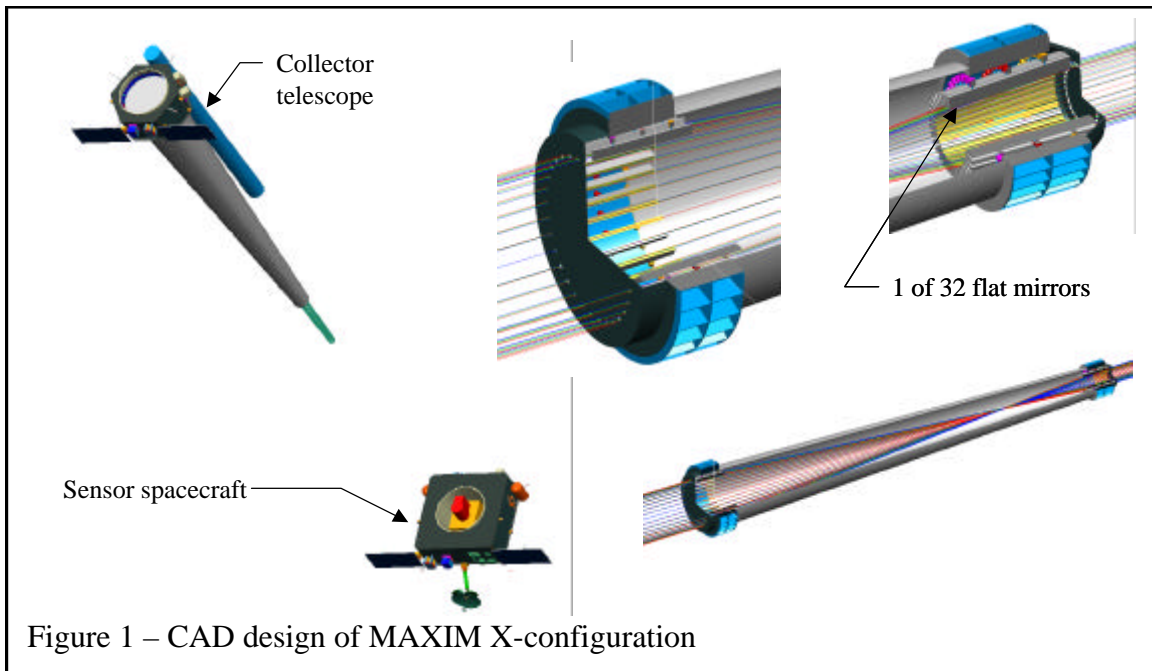 Collector
telescope
1 of 32 flat mirrors
Sensor spacecraft
Figure 1 – CAD design of MAXIM X-configuration